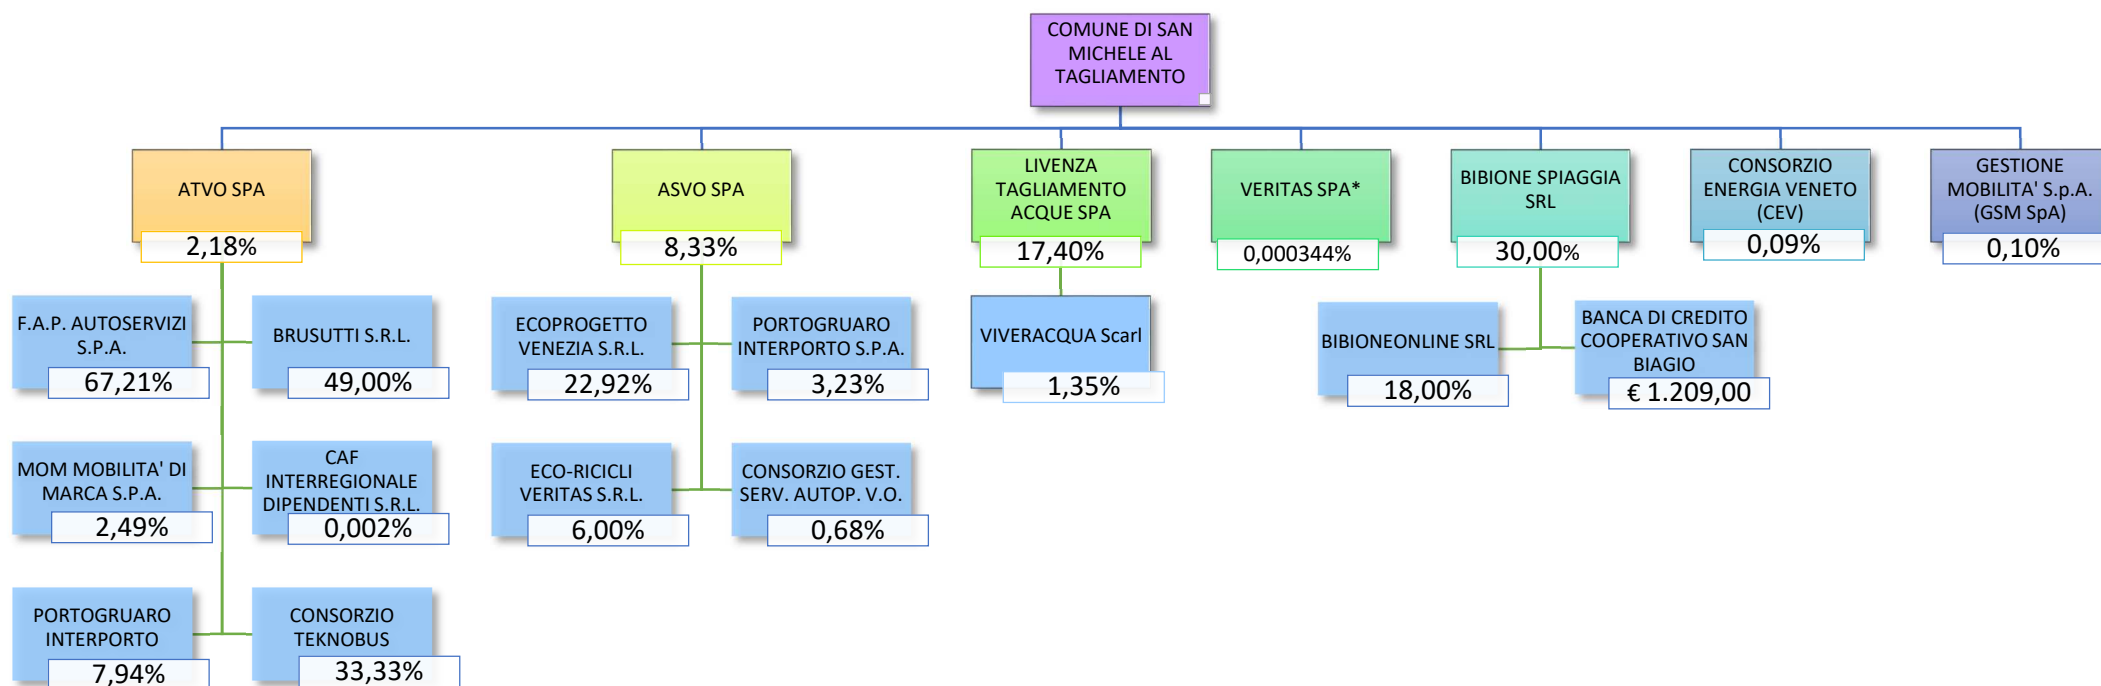 COMUNE DI SAN
MICHELE AL
TAGLIAMENTO
ATVO SPA
2,18%
ASVO SPA
8,33%
LIVENZA
TAGLIAMENTO
ACQUE SPA
17,40%
VERITAS SPA*
0,000344%
BIBIONE SPIAGGIA
SRL
30,00%
CONSORZIO
ENERGIA VENETO
(CEV)
0,09%
GESTIONE
MOBILITA' S.p.A.
(GSM SpA)
0,10%
F.A.P. AUTOSERVIZI
S.P.A.
67,21%
BRUSUTTI S.R.L.
49,00%
ECOPROGETTO
VENEZIA S.R.L.
22,92%
PORTOGRUARO
INTERPORTO S.P.A.
3,23%
VIVERACQUA Scarl
1,35%
BIBIONEONLINE SRL
18,00%
BANCA DI CREDITO
COOPERATIVO SAN
BIAGIO
€ 1.209,00
MOM MOBILITA' DI
MARCA S.P.A.
2,49%
CAF
INTERREGIONALE
DIPENDENTI S.R.L.
0,002%
ECO-RICICLI
VERITAS S.R.L.
6,00%
CONSORZIO GEST.
SERV. AUTOP. V.O.
0,68%
PORTOGRUARO
INTERPORTO
7,94%
CONSORZIO
TEKNOBUS
33,33%